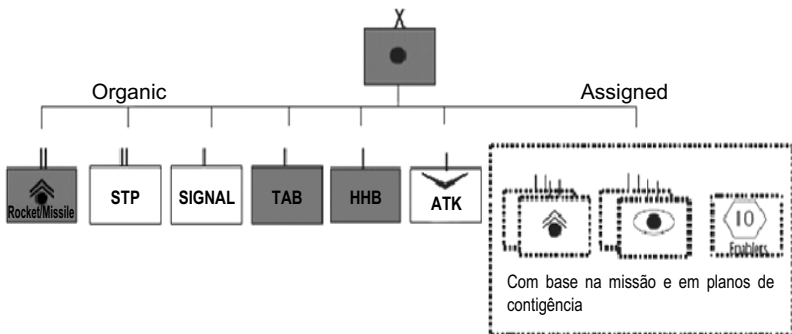 X
Organic
Assigned
Rocket/Missile
STP
SIGNAL
TAB
HHB
ATK
IO
Enablers
Com base na missão e em planos de
contigência